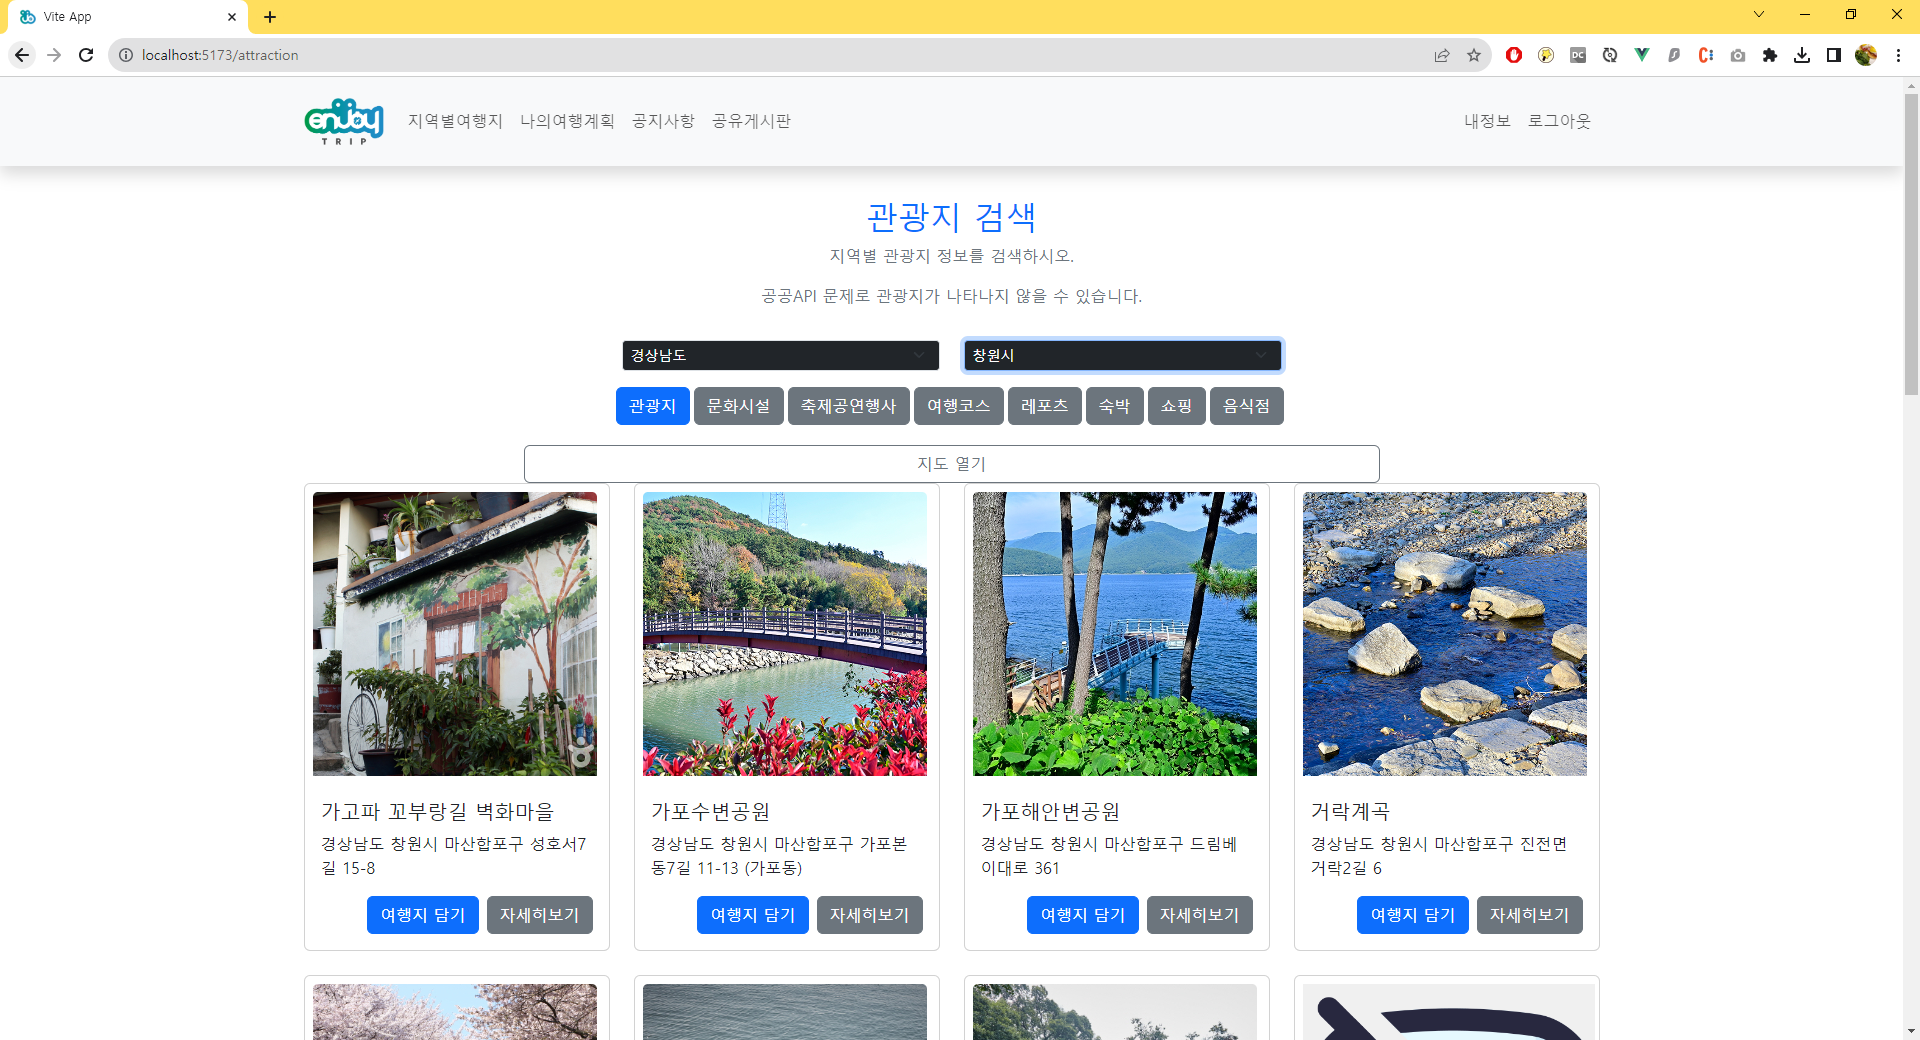 Vite App
localhost:5173/attraction
enjoy
TRIP
지역별여행지 나의여행계획 공지사항 공유게시판
내정보 로그아웃
관광지 검색
지역별 관광지 정보를 검색하시오.
공공API 문제로 관광지가 나타나지 않을 수 있습니다.
경상남도 창원시
관광지 문화시설 축제공연행사 여행코스 레포츠 숙박 쇼핑 음식점
지도 열기
가고파 꼬부랑길 벽화마을
경상남도 창원시 마산합포구 성호서7
길 15-8
여행지 담기 자세히보기
가포수변공원
경상남도 창원시 마산합포구 가포본
동7길 11-13 (가포동)
여행지 담기 자세히보기
가포해안변공원
경상남도 창원시 마산합포구 드림베
이대로 361
여행지 담기 자세히보기
거락계곡
경상남도 창원시 마산합포구 진전면
거락2길 6
여행지 담기 자세히보기